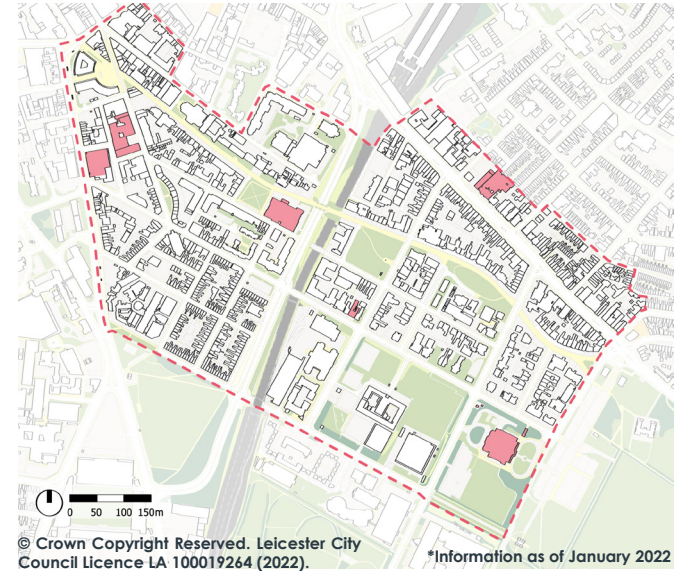 0 50 100 150m
© Crown Copyright Reserved. Leicester City
Council Licence LA 100019264 (2022).
*Information as of January 2022